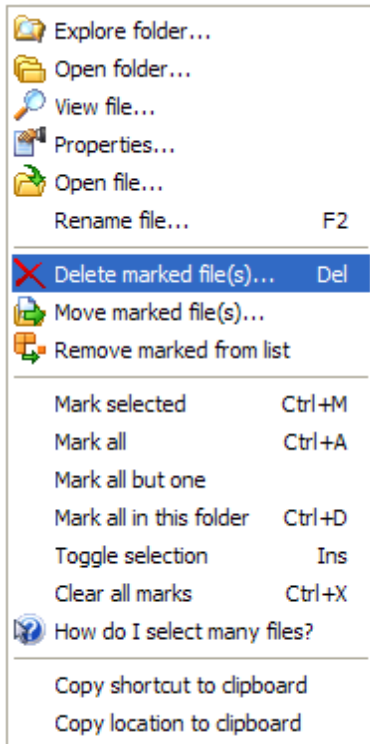 Explore folder...
Open folder...
View file...
Properties...
Open file...
Rename file... F2
Delete marked file(s)... Del
Move marked file(s)...
Remove marked from list
Mark selected Ctrl+M
Mark all Ctrl+A
Mark all but one
Mark all in this folder Ctrl+D
Toggle selection Ins
Clear all marks Ctrl+X
How do I select many files?
Copy shortcut to clipboard
Copy location to clipboard